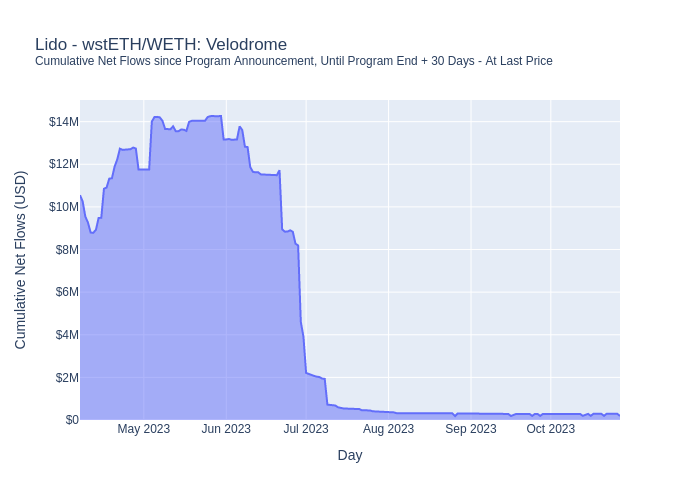 Lido - wstETH/WETH: Velodrome
Cumulative Net Flows since Program Announcement, Until Program End + 30 Days - At Last Price
Cumulative Net Flows (USD)
$14M
$12M
$10M
$8M
$6M
$4M
$2M
$0
May 2023
Jun 2023
Jul 2023
Aug 2023
Sep 2023
Oct 2023
Day